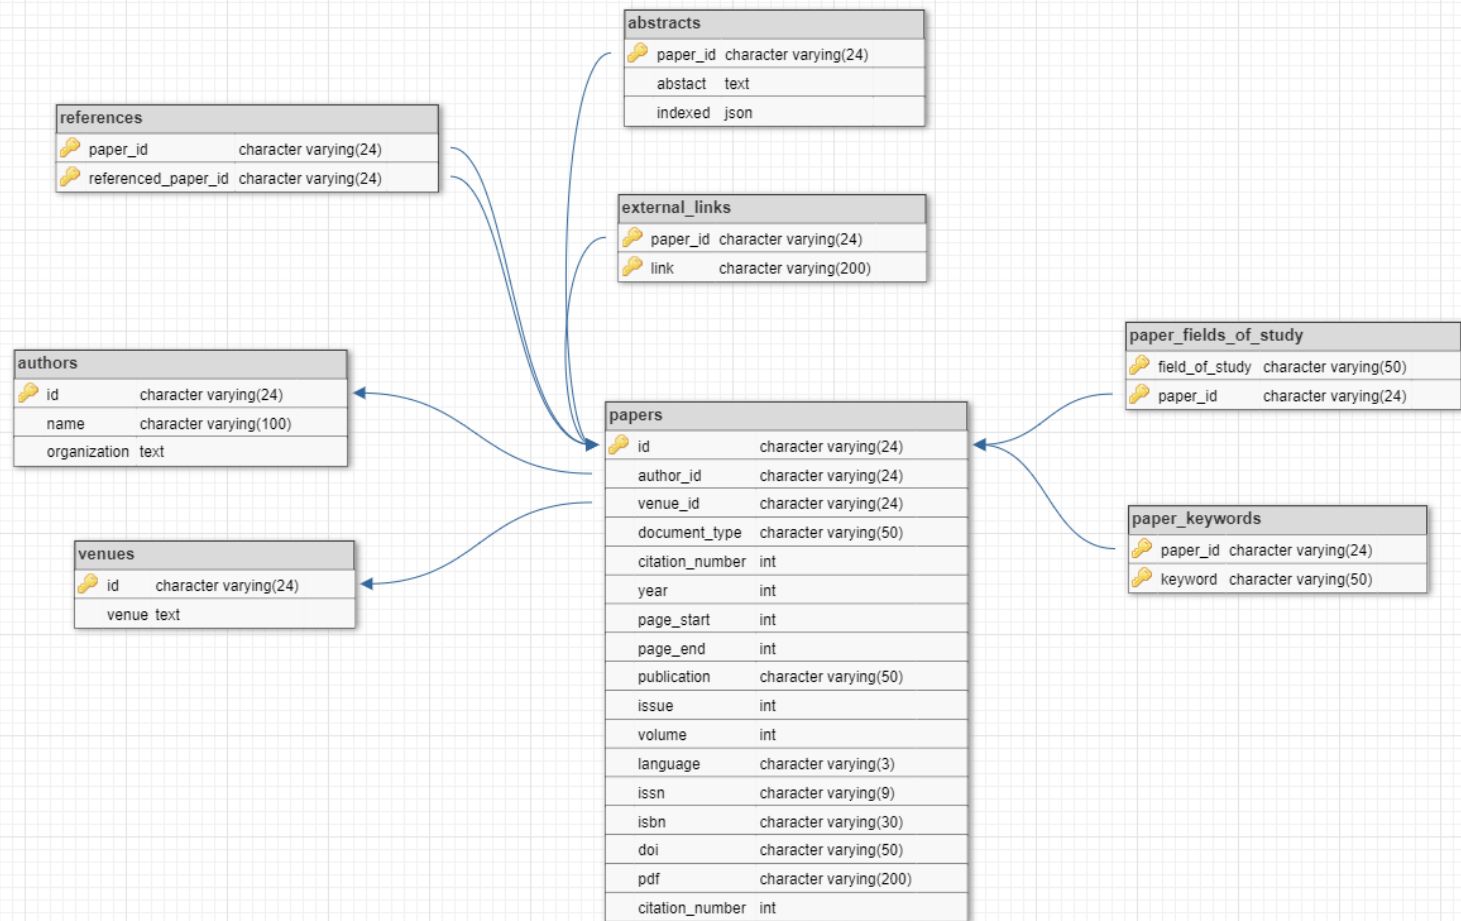 abstracts
paper_id character varying(24)
abstact text
indexed json
references
paper_id character varying(24)
referenced_paper_id character varying(24)
external_links
paper_id character varying(24)
link character varying(200)
authors
id character varying(24)
name character varying(100)
organization text
venues
id character varying(24)
venue text
papers
id character varying(24)
author_id character varying(24)
venue_id character varying(24)
document_type character varying(50)
citation_number int
year int
page_start int
page_end int
publication character varying(50)
issue int
volume int
language character varying(3)
issn character varying(9)
isbn character varying(30)
doi character varying(50)
pdf character varying(200)
citation_number int
paper_fields_of_study
field_of_study character varying(50)
paper_id character varying(24)
paper_keywords
paper_id character varying(24)
keyword character varying(50)